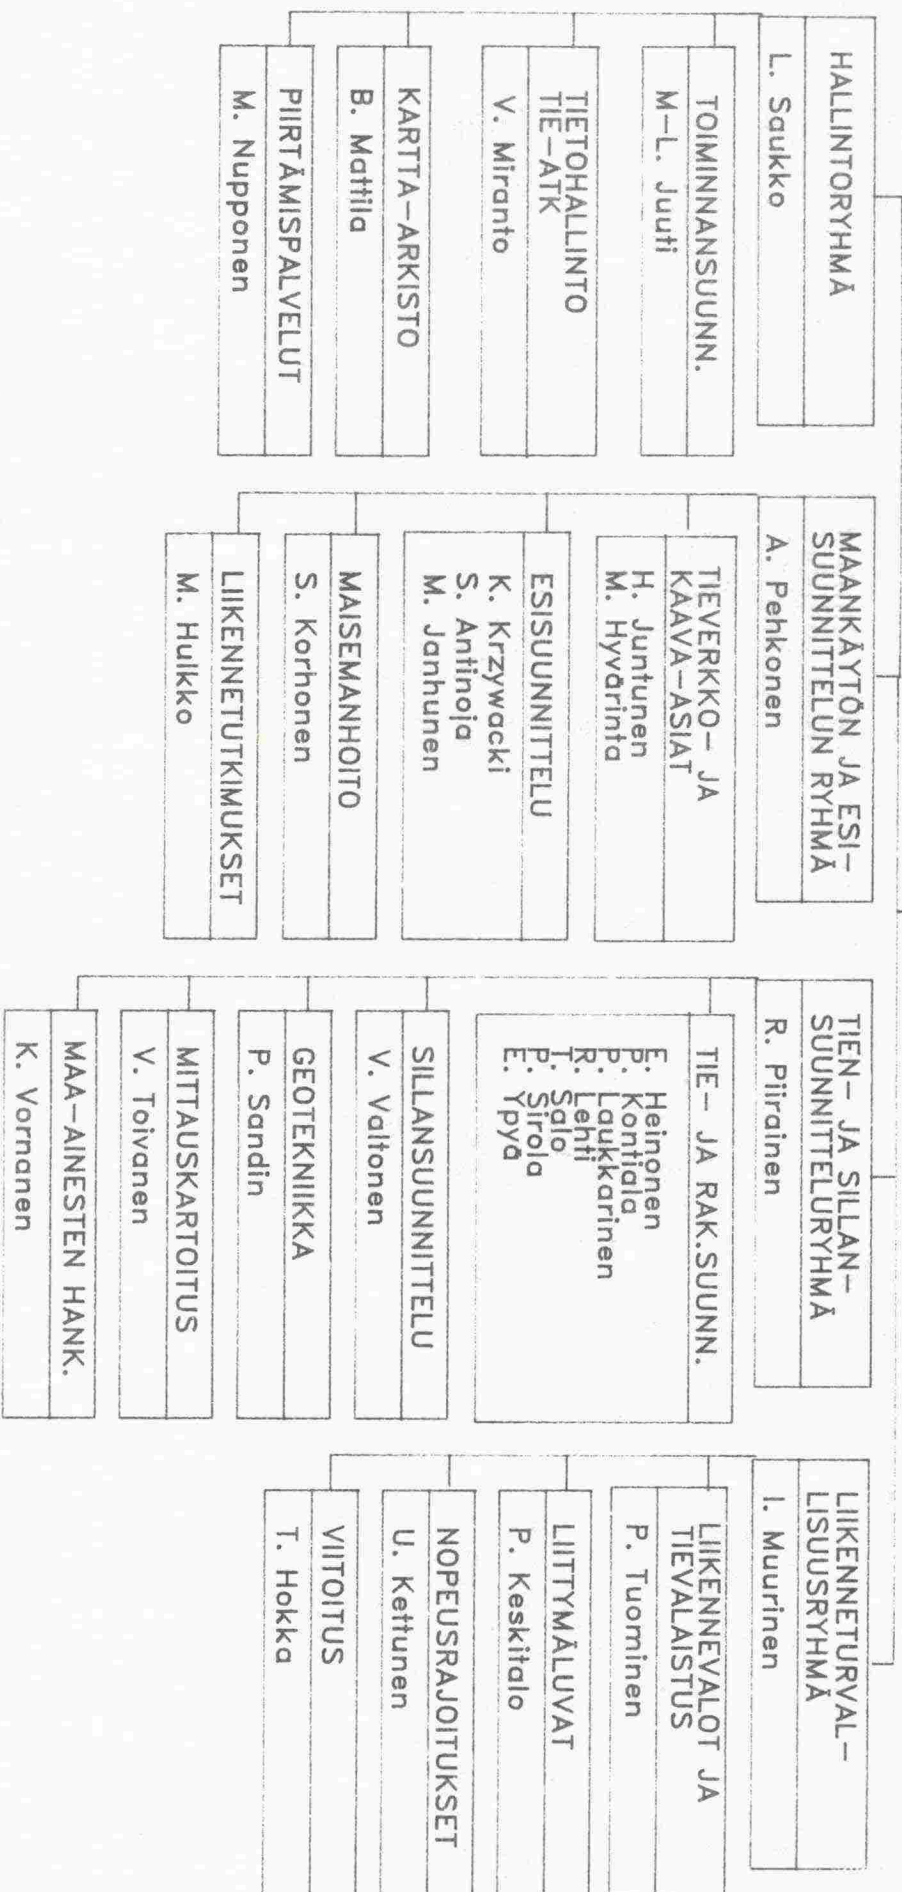 HALLINTORYHMÄ
L. Saukko
TOIMINNANSUUNN.
M-L. Juuti
TIETOHALLINTO
TIE-ATK
V. Miranto
KARTTA-ARKISTO
B. Mattila
PIIRTÄMISPALVELUT
M. Nupponen
MAANKÄYTÖN JA ESI-
SUUNNITTELUN RYHMÄ
A. Pehkonen
TIEVERKKO- JA
KAAVA-ASIAT
H. Juntunen
M. Hyvärinta
ESISUUNNITTELU
K. Krzywacki
S. Antinoja
M. Janhunen
MAISEMANHOITO
S. Korhonen
LIIKENNETUTKIMUKSET
M. Hulkko
TIEN- JA SILLAN-
SUUNNITTELURYHMÄ
R. Piirainen
TIE- JA RAK.SUUNN.
E. Heinonen
P. Kontiala
P. Laukkarinen
R. Lehti
T. Salo
P. Sirola
E. Ypyä
SILLANSUUNNITTELU
V. Valtonen
GEOTEKNIIKKA
P. Sandin
MITTAUSKARTOITUS
V. Toivanen
MAA-AINESTEN HANK.
K. Vornanen
LIIKENNETURVAL-
LISUUSRYHMÄ
I. Muurinen
LIIKENNEVALOT JA
TIEVALAISTUS
P. Tuominen
LIITTYMÄLUVAT
P. Keskitalo
NOPEUSRAJOITUKSET
U. Kettunen
VIITOITUS
T. Hokka